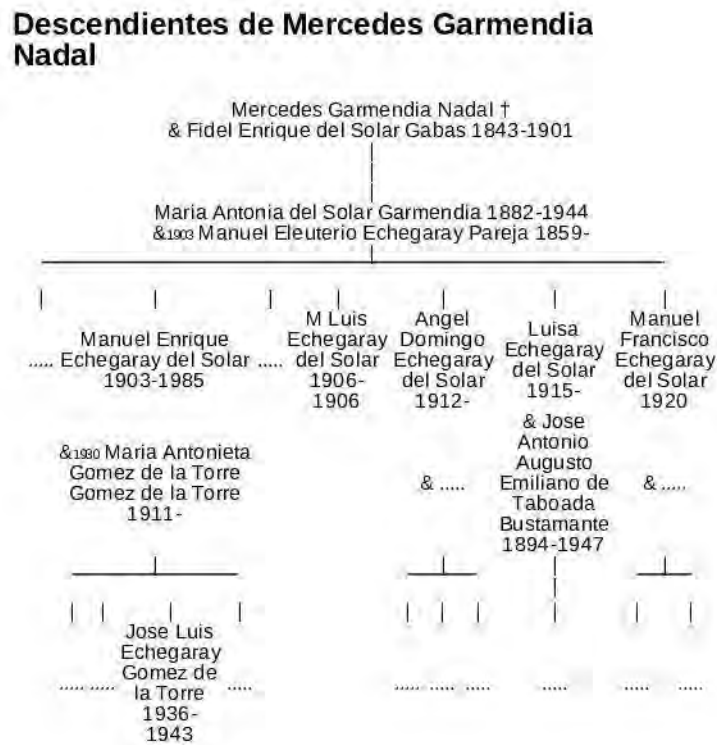 Descendientes de Mercedes Garmendia
Nadal
Mercedes Garmendia Nadal †
& Fidel Enrique del Solar Gabas 1843-1901
Maria Antonia del Solar Garmendia 1882-1944
&1903 Manuel Eleuterio Echegaray Pareja 1859-
.....
Manuel Enrique
Echegaray del Solar
1903-1985
.....
M Luis
Echegaray
del Solar
1906-
1906
Angel
Domingo
Echegaray
del Solar
1912-
Luisa
Echegaray
del Solar
1915-
Manuel
Francisco
Echegaray
del Solar
1920
&1930 Maria Antonieta
Gomez de la Torre
Gomez de la Torre
1911-
& .....
& Jose
Antonio
Augusto
Emiliano de
Taboada
Bustamante
1894-1947
& .....
..... .....
Jose Luis
Echegaray
Gomez de
la Torre
1936-
1943
.....
..... ..... .....
.....
..... .....